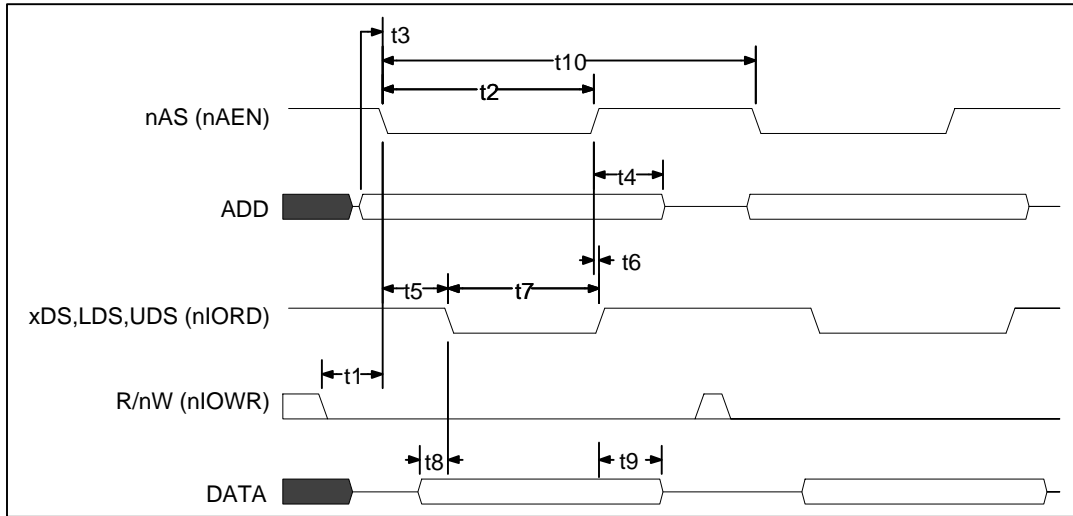 t3
t10
t2
nAS (nAEN)
t4
ADD
t6
t5
t7
xDS,LDS,UDS (nIORD)
t1
R/nW (nIOWR)
t8
t9
DATA